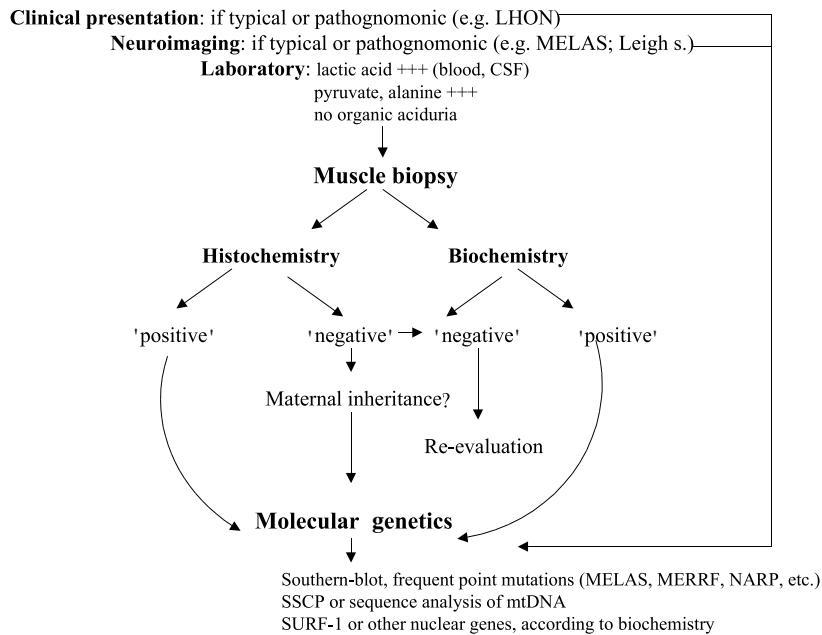 Clinical presentation: if typical or pathognomonic (e.g. LHON)
Neuroimaging: if typical or pathognomonic (e.g. MELAS; Leigh s.)
Laboratory: lactic acid +++ (blood, CSF)
pyruvate, alanine +++
no organic aciduria
Muscle biopsy
Histochemistry Biochemistry
'positive' 'negative' 'negative' 'positive'
Maternal inheritance?
Re-evaluation
Molecular genetics
Southern-blot, frequent point mutations (MELAS, MERRF, NARP, etc.)
SSCP or sequence analysis of mtDNA
SURF-1 or other nuclear genes, according to biochemistry